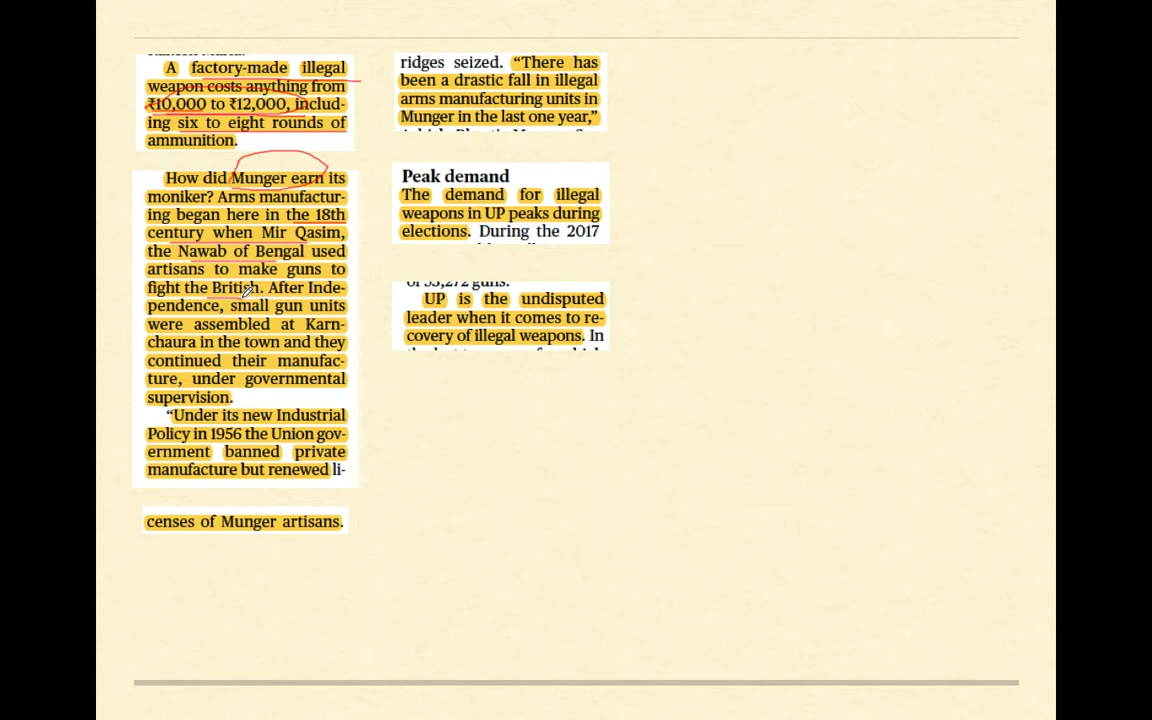 A factory-made illegal
weapon costs anything from
₹10,000 to ₹12,000, includ-
ing six to eight rounds of
ammunition.
How did Munger earn its
moniker? Arms manufactur-
ing began here in the 18th
century when Mir Qasim,
the Nawab of Bengal used
artisans to make guns to
fight the British. After Inde-
pendence, small gun units
were assembled at Karn-
chaura in the town and they
continued their manufac-
ture, under governmental
supervision.
“Under its new Industrial
Policy in 1956 the Union gov-
ernment banned private
manufacture but renewed li-
censes of Munger artisans.
ridges seized. “There has
been a drastic fall in illegal
arms manufacturing units in
Munger in the last one year,”
Peak demand
The demand for illegal
weapons in UP peaks during
elections. During the 2017
of 53,272 guns.
UP is the undisputed
leader when it comes to re-
covery of illegal weapons. In